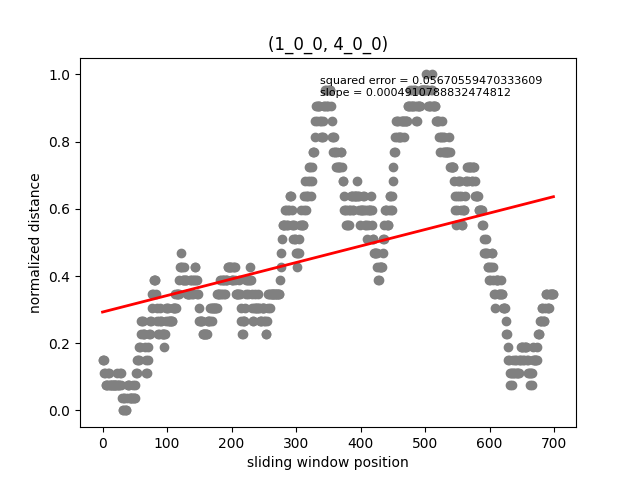 (1_0_0, 4_0_0)
squared error = 0.05670559470333609
slope = 0.0004910788832474812
1.0
0.8
0.6
0.4
0.2
0.0
normalized distance
0 100 200 300 400 500 600 700
sliding window position